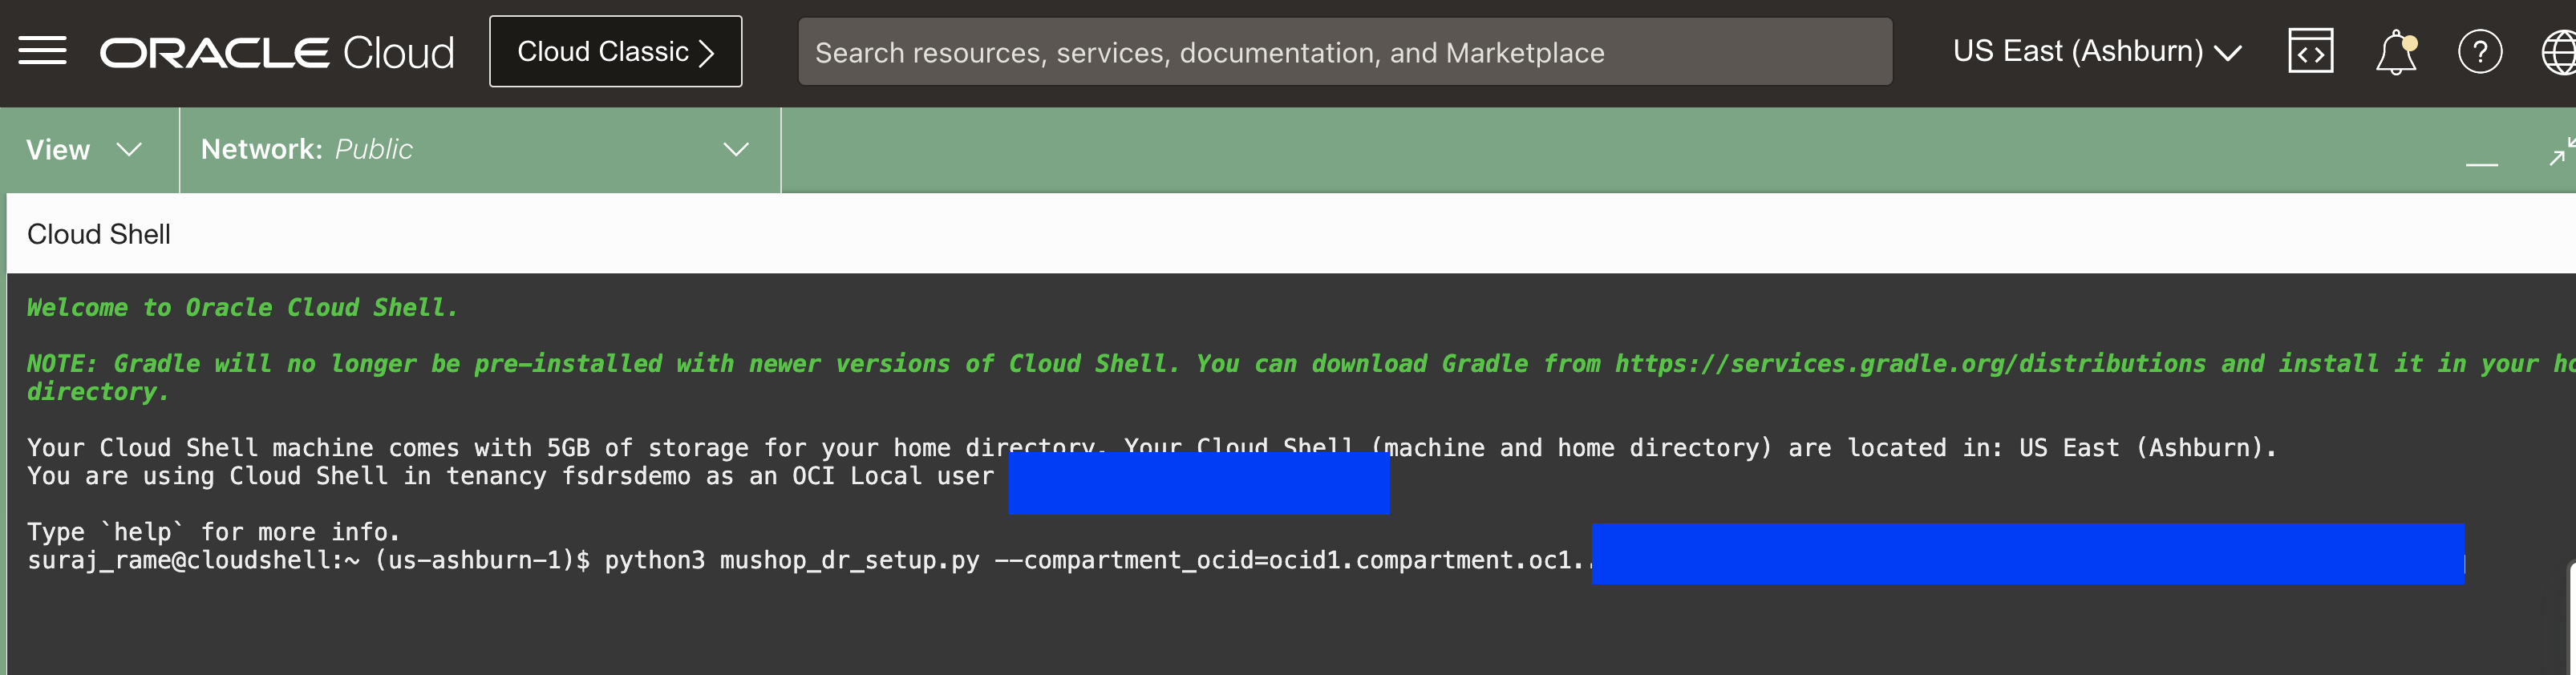 ORACLE Cloud
Cloud Classic
Search resources, services, documentation, and Marketplace
US East (Ashburn)
View
Network: Public
Cloud Shell
Welcome to Oracle Cloud Shell.
NOTE: Gradle will no longer be pre-installed with newer versions of Cloud Shell. You can download Gradle from https://services.gradle.org/distributions and install it in your
directory.
Your Cloud Shell machine comes with 5GB of storage for your home directory. Your Cloud Shell (machine and home directory) are located in: US East (Ashburn).
You are using Cloud Shell in tenancy fsdrsdemo as an OCI Local user
Type `help` for more info.
suraj_rame@cloudshell:~ (us-ashburn-1)$ python3 mushop_dr_setup.py --compartment_ocid=ocid1.compartment.oc1..